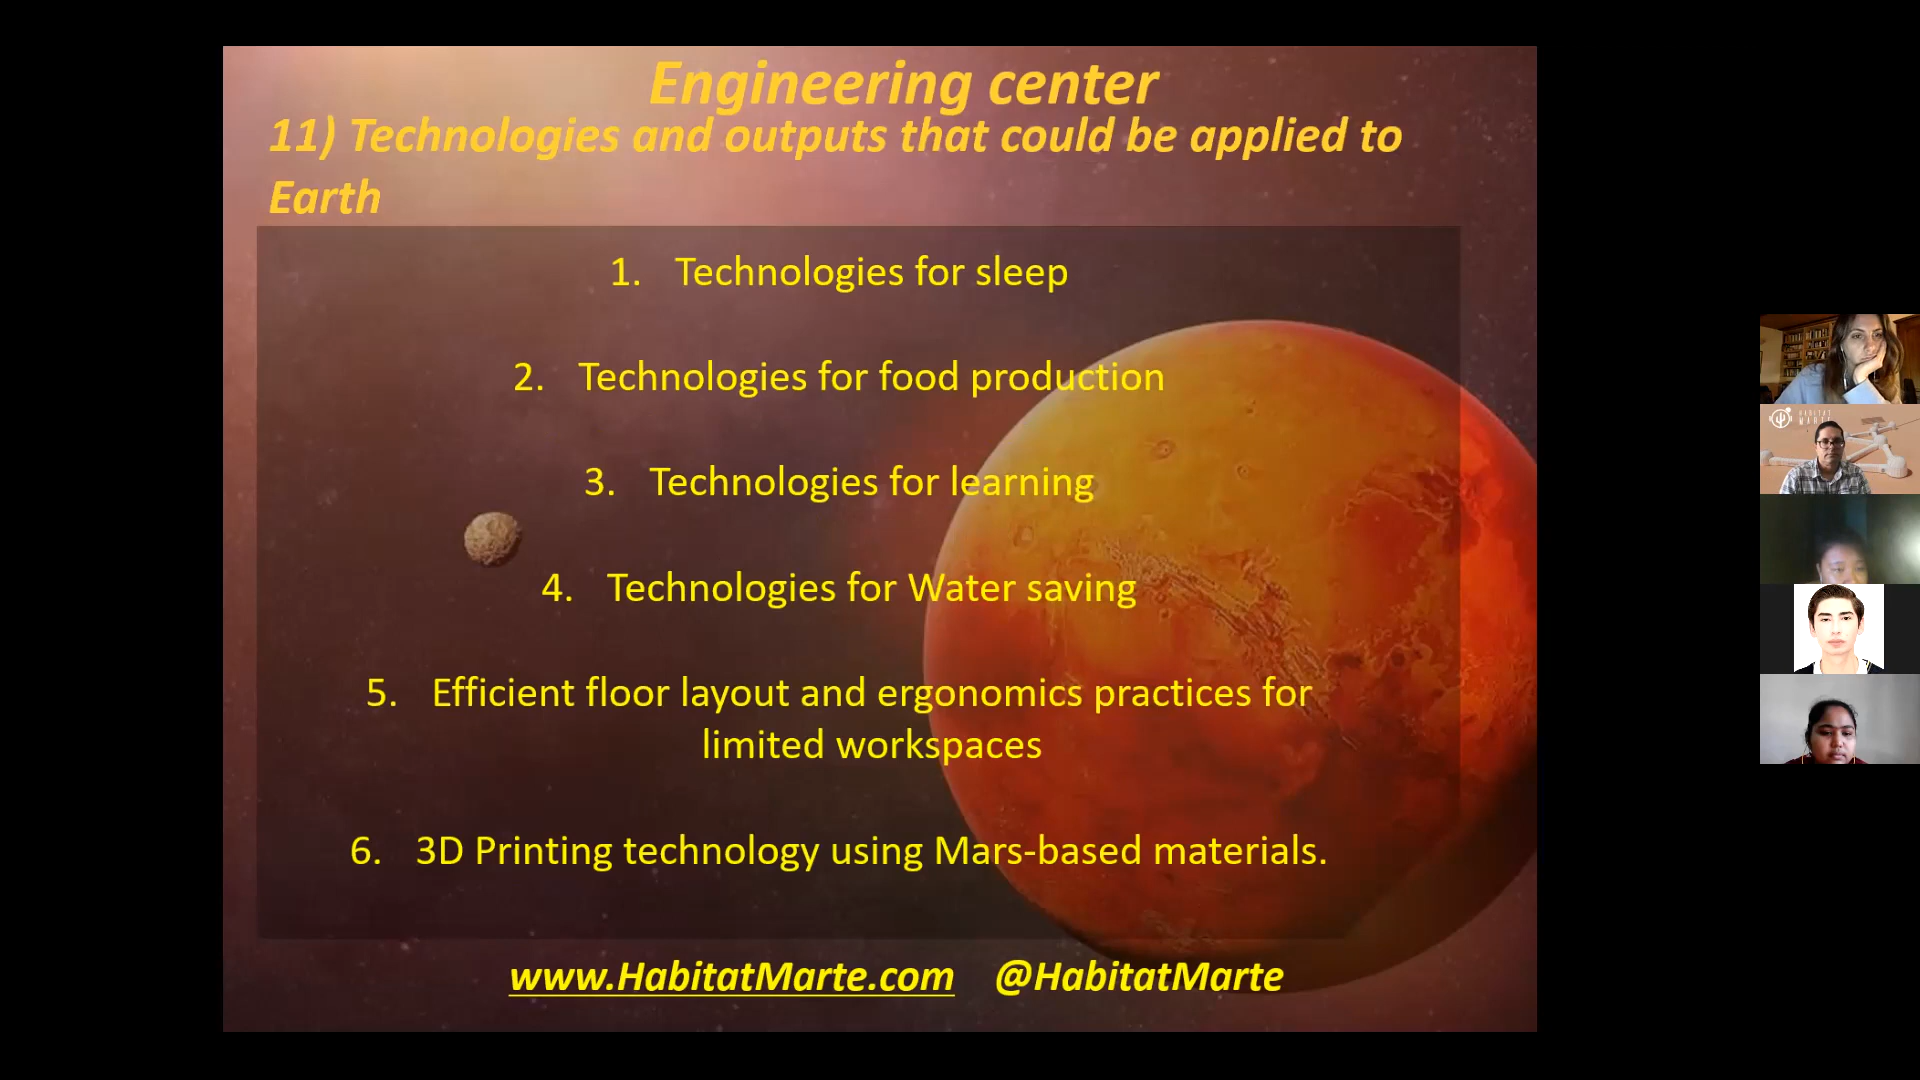 Engineering center
11) Technologies and outputs that could be applied to
Earth
1. Technologies for sleep
2. Technologies for food production
3. Technologies for learning
4. Technologies for Water saving
5. Efficient floor layout and ergonomics practices for
limited workspaces
6. 3D Printing technology using Mars-based materials.
www.HabitatMarte.com @HabitatMarte
HABITAT
MARTE